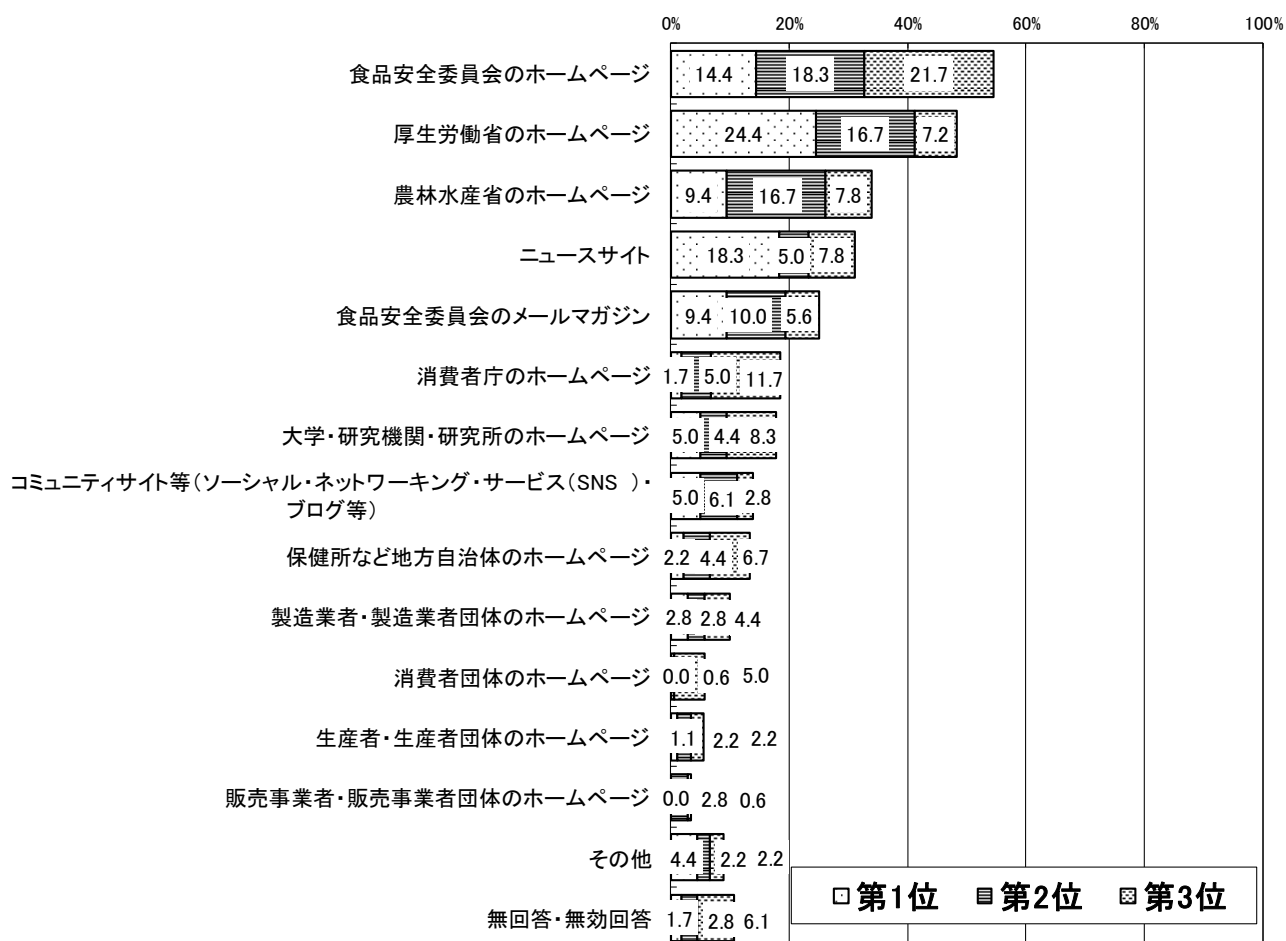 0% 20% 40% 60% 80% 100%
食品安全委員会のホームページ 14.4 18.3 21.7
厚生労働省のホームページ 24.4 16.7 7.2
農林水産省のホームページ 9.4 16.7 7.8
ニュースサイト 18.3 5.0 7.8
食品安全委員会のメールマガジン 9.4 10.0 5.6
消費者庁のホームページ 1.7 5.0 11.7
大学・研究機関・研究所のホームページ 5.0 4.4 8.3
コミュニティサイト等(ソーシャル・ネットワーキング・サービス(SNS )・
ブログ等) 5.0 6.1 2.8
保健所など地方自治体のホームページ 2.2 4.4 6.7
製造業者・製造業者団体のホームページ 2.8 2.8 4.4
消費者団体のホームページ 0.0 0.6 5.0
生産者・生産者団体のホームページ 1.1 2.2 2.2
販売事業者・販売事業者団体のホームページ 0.0 2.8 0.6
その他 4.4 2.2 2.2
無回答・無効回答 1.7 2.8 6.1
第1位 第2位 第3位